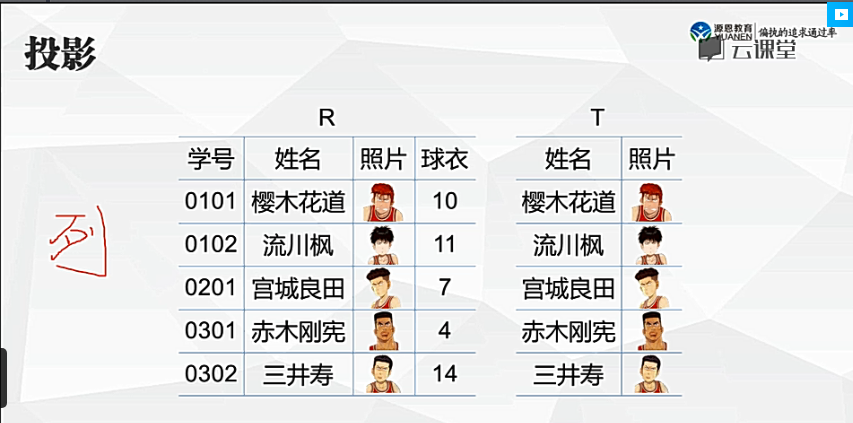 投影
源恩教育
YUANEN
偏执的追求通过率
云课堂
R
学号 姓名 照片 球衣
0101 樱木花道 10
0102 流川枫 11
0201 宫城良田 7
0301 赤木刚宪 4
0302 三井寿 14
T
姓名 照片
樱木花道
流川枫
宫城良田
赤木刚宪
三井寿
列